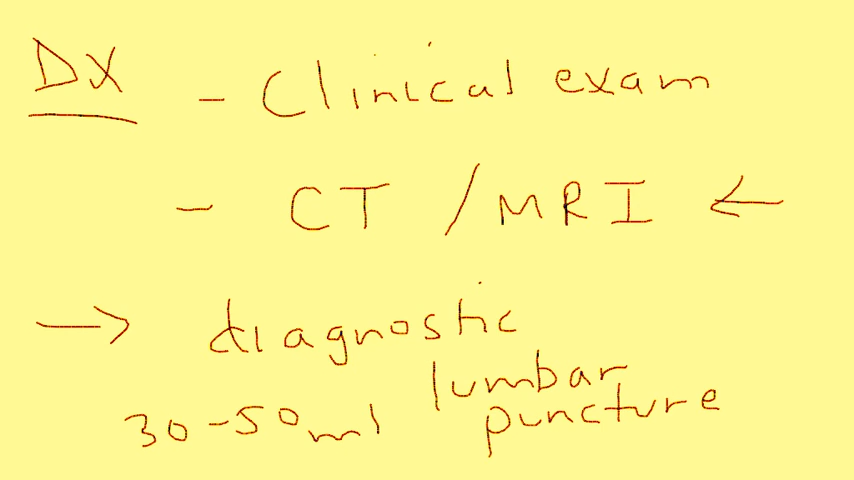 DX - Clinical exam
- CT / MRI ←
→ diagnostic
lumbar
30-50ml puncture